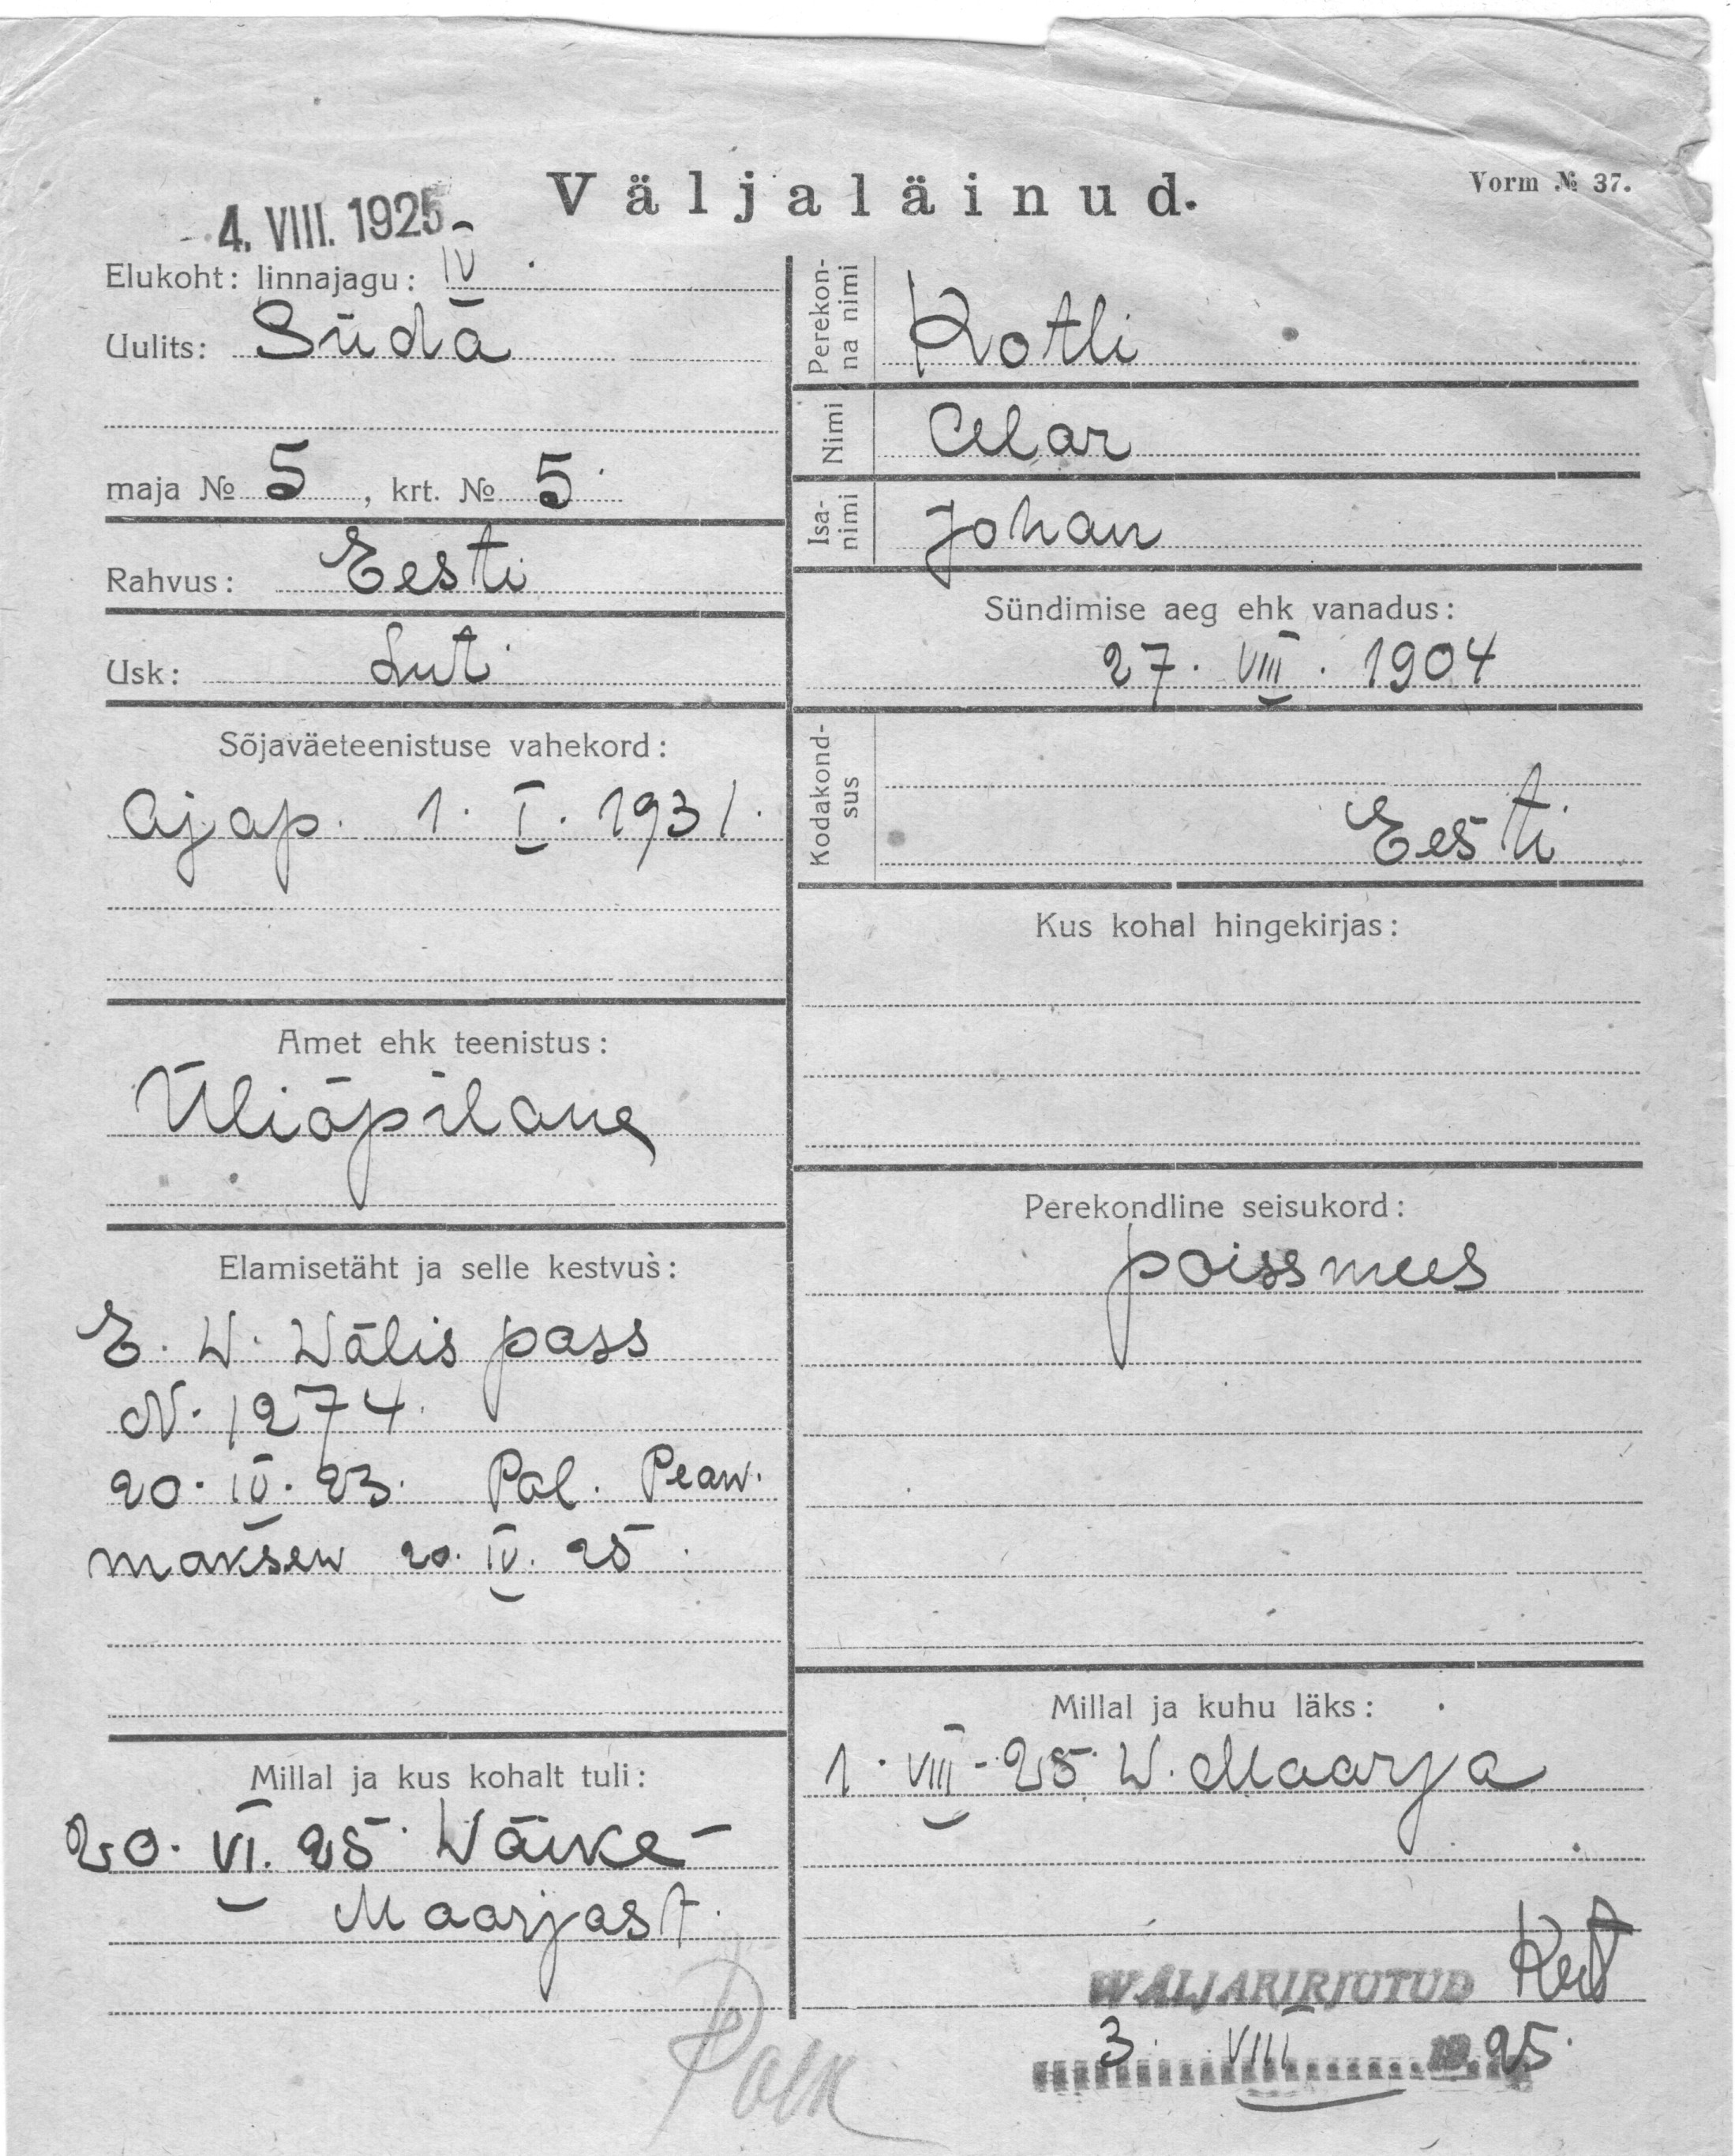 Väljaläinud.
Vorm № 37.
4. VIII. 1925
Elukoht: linnajagu: IV
Uulits: Süda
maja № 5, krt. № 5
Rahvus: Eesti
Usk: Lut.
Sõjaväeteenistuse vahekord:
Ajap. 1. I. 1931.
Amet ehk teenistus:
Üliõpilane
Elamisetäht ja selle kestvus:
E. W. Wälis pass
N. 1274.
20. IV. 23. Pol. Peaw.
maksew 20. IV. 25.
Millal ja kus kohalt tuli:
20. VI. 25. Wäike-
Maarjast.
Perekonna nimi
Kotli
Nimi
Alar
Isanimi
Johan
Sündimise aeg ehk vanadus:
27. VIII. 1904
Kodakondsus
Eesti
Kus kohal hingekirjas:
Perekondline seisukord:
poissmees
Millal ja kuhu läks:
1. VIII. 25. W. Maarja
WÄLJAKIRJUTUD
3. VIII 1925.